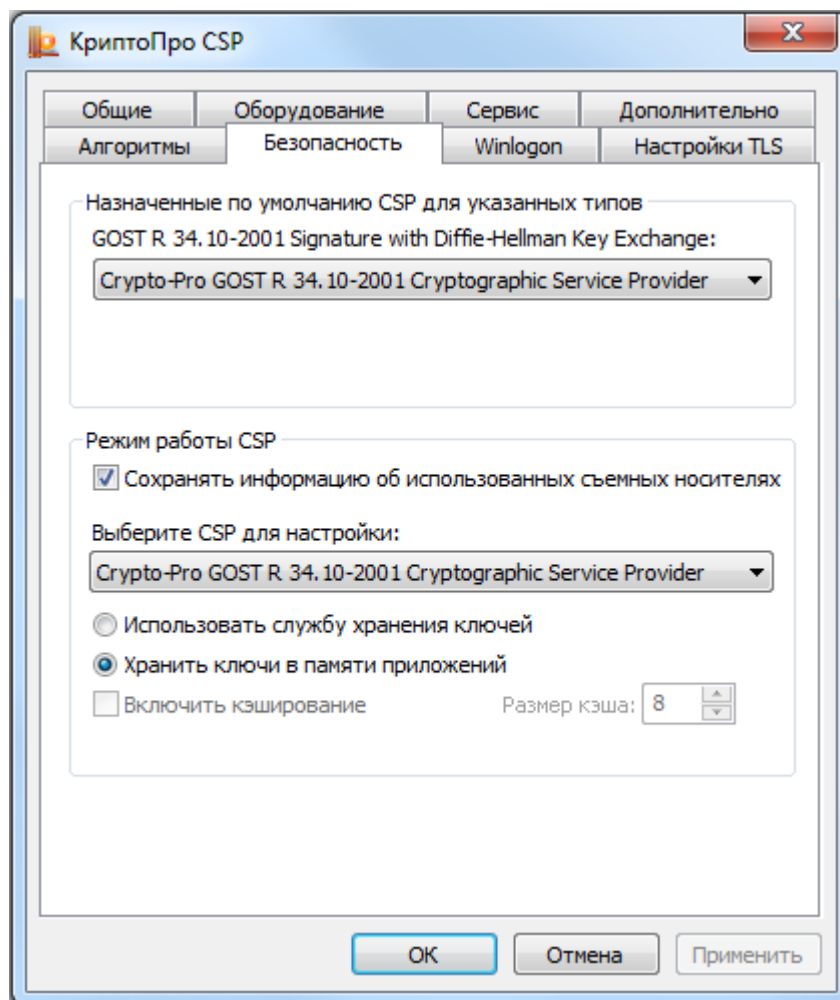 КриптоПро CSP
Общие Оборудование Сервис Дополнительно
Алгоритмы Безопасность Winlogon Настройки TLS
Назначенные по умолчанию CSP для указанных типов
GOST R 34.10-2001 Signature with Diffie-Hellman Key Exchange:
Crypto-Pro GOST R 34.10-2001 Cryptographic Service Provider
Режим работы CSP
Сохранять информацию об использованных съемных носителях
Выберите CSP для настройки:
Crypto-Pro GOST R 34.10-2001 Cryptographic Service Provider
Использовать службу хранения ключей
Хранить ключи в памяти приложений
Включить кэширование Размер кэша: 8
ОК Отмена Применить